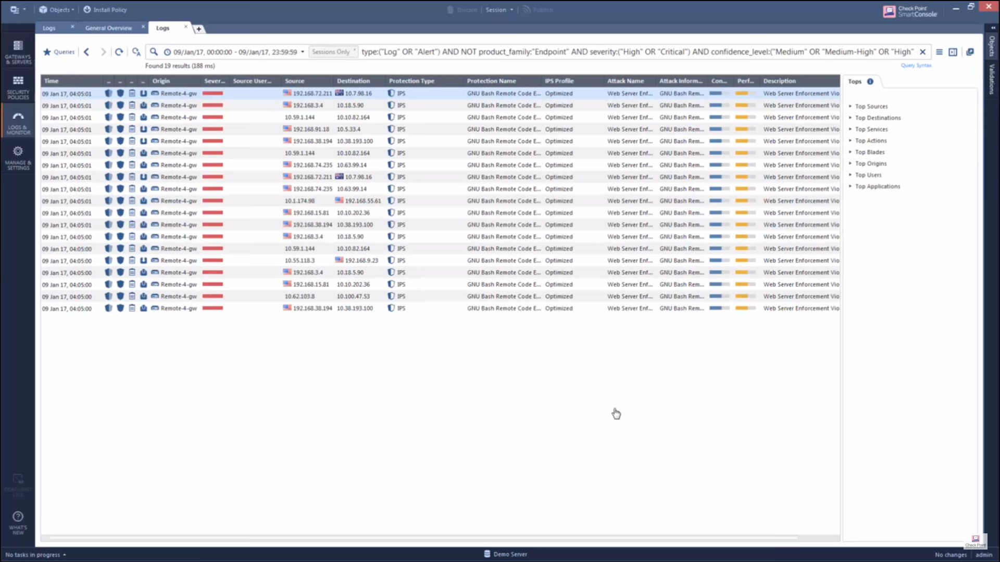 Objects
Install Policy
Discard
Session
Publish
Check Point
SmartConsole
Logs
General Overview
Logs
GATEWAYS
& SERVERS
SECURITY
POLICIES
LOGS &
MONITOR
MANAGE &
SETTINGS
COMMAND
LINE
WHAT'S
NEW
Objects
Validations
Queries
09/Jan/17, 00:00:00 - 09/Jan/17, 23:59:59
Sessions Only
type:("Log" OR "Alert") AND NOT product_family:"Endpoint" AND severity:("High" OR "Critical") AND confidence_level:("Medium" OR "Medium-High" OR "High"
Found 19 results (188 ms)
Query Syntax
Time ... ... ... ... Origin Sever... Source User... Source Destination Protection Type Protection Name IPS Profile Attack Name Attack Inform... Con... Perf... Description
09 Jan 17, 04:05:01 Remote-4-gw 192.168.72.211 10.7.98.16 IPS GNU Bash Remote Code E... Optimized Web Server Enf... GNU Bash Rem... Web Server Enforcement Vio
09 Jan 17, 04:05:01 Remote-4-gw 192.168.3.4 10.18.5.90 IPS GNU Bash Remote Code E... Optimized Web Server Enf... GNU Bash Rem... Web Server Enforcement Vio
09 Jan 17, 04:05:01 Remote-4-gw 10.59.1.144 10.10.82.164 IPS GNU Bash Remote Code E... Optimized Web Server Enf... GNU Bash Rem... Web Server Enforcement Vio
09 Jan 17, 04:05:01 Remote-4-gw 192.168.91.18 10.5.33.4 IPS GNU Bash Remote Code E... Optimized Web Server Enf... GNU Bash Rem... Web Server Enforcement Vio
09 Jan 17, 04:05:01 Remote-4-gw 192.168.38.194 10.38.193.100 IPS GNU Bash Remote Code E... Optimized Web Server Enf... GNU Bash Rem... Web Server Enforcement Vio
09 Jan 17, 04:05:01 Remote-4-gw 10.59.1.144 10.10.82.164 IPS GNU Bash Remote Code E... Optimized Web Server Enf... GNU Bash Rem... Web Server Enforcement Vio
09 Jan 17, 04:05:01 Remote-4-gw 192.168.74.235 10.63.99.14 IPS GNU Bash Remote Code E... Optimized Web Server Enf... GNU Bash Rem... Web Server Enforcement Vio
09 Jan 17, 04:05:01 Remote-4-gw 192.168.72.211 10.7.98.16 IPS GNU Bash Remote Code E... Optimized Web Server Enf... GNU Bash Rem... Web Server Enforcement Vio
09 Jan 17, 04:05:01 Remote-4-gw 192.168.74.235 10.63.99.14 IPS GNU Bash Remote Code E... Optimized Web Server Enf... GNU Bash Rem... Web Server Enforcement Vio
09 Jan 17, 04:05:01 Remote-4-gw 10.1.174.98 192.168.55.61 IPS GNU Bash Remote Code E... Optimized Web Server Enf... GNU Bash Rem... Web Server Enforcement Vio
09 Jan 17, 04:05:01 Remote-4-gw 192.168.15.81 10.10.202.36 IPS GNU Bash Remote Code E... Optimized Web Server Enf... GNU Bash Rem... Web Server Enforcement Vio
09 Jan 17, 04:05:01 Remote-4-gw 192.168.38.194 10.38.193.100 IPS GNU Bash Remote Code E... Optimized Web Server Enf... GNU Bash Rem... Web Server Enforcement Vio
09 Jan 17, 04:05:00 Remote-4-gw 192.168.3.4 10.18.5.90 IPS GNU Bash Remote Code E... Optimized Web Server Enf... GNU Bash Rem... Web Server Enforcement Vio
09 Jan 17, 04:05:00 Remote-4-gw 10.59.1.144 10.10.82.164 IPS GNU Bash Remote Code E... Optimized Web Server Enf... GNU Bash Rem... Web Server Enforcement Vio
09 Jan 17, 04:05:00 Remote-4-gw 10.55.118.3 192.168.9.23 IPS GNU Bash Remote Code E... Optimized Web Server Enf... GNU Bash Rem... Web Server Enforcement Vio
09 Jan 17, 04:05:00 Remote-4-gw 192.168.3.4 10.18.5.90 IPS GNU Bash Remote Code E... Optimized Web Server Enf... GNU Bash Rem... Web Server Enforcement Vio
09 Jan 17, 04:05:00 Remote-4-gw 192.168.15.81 10.10.202.36 IPS GNU Bash Remote Code E... Optimized Web Server Enf... GNU Bash Rem... Web Server Enforcement Vio
09 Jan 17, 04:05:00 Remote-4-gw 10.62.103.8 10.100.47.53 IPS GNU Bash Remote Code E... Optimized Web Server Enf... GNU Bash Rem... Web Server Enforcement Vio
09 Jan 17, 04:05:00 Remote-4-gw 192.168.38.194 10.38.193.100 IPS GNU Bash Remote Code E... Optimized Web Server Enf... GNU Bash Rem... Web Server Enforcement Vio
Tops
Top Sources
Top Destinations
Top Services
Top Actions
Top Blades
Top Origins
Top Users
Top Applications
Check Point
No tasks in progress
Demo Server
No changes
admin